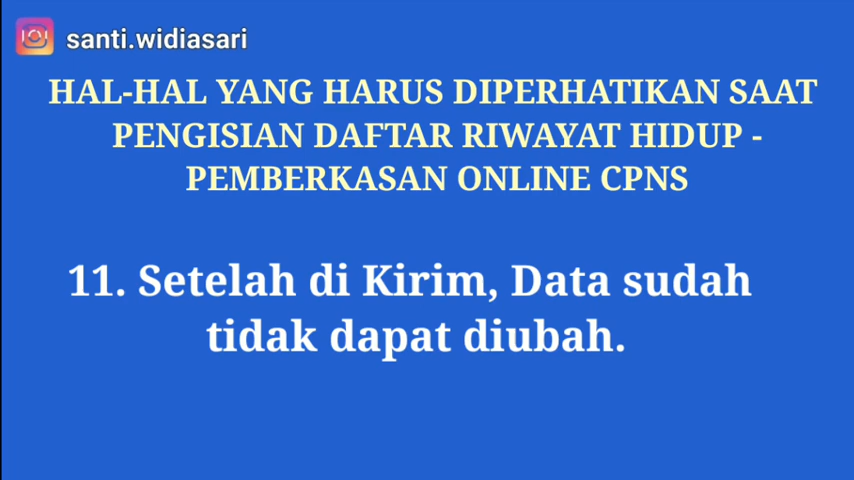 santi.widiasari
HAL-HAL YANG HARUS DIPERHATIKAN SAAT
PENGISIAN DAFTAR RIWAYAT HIDUP -
PEMBERKASAN ONLINE CPNS
11. Setelah di Kirim, Data sudah
tidak dapat diubah.